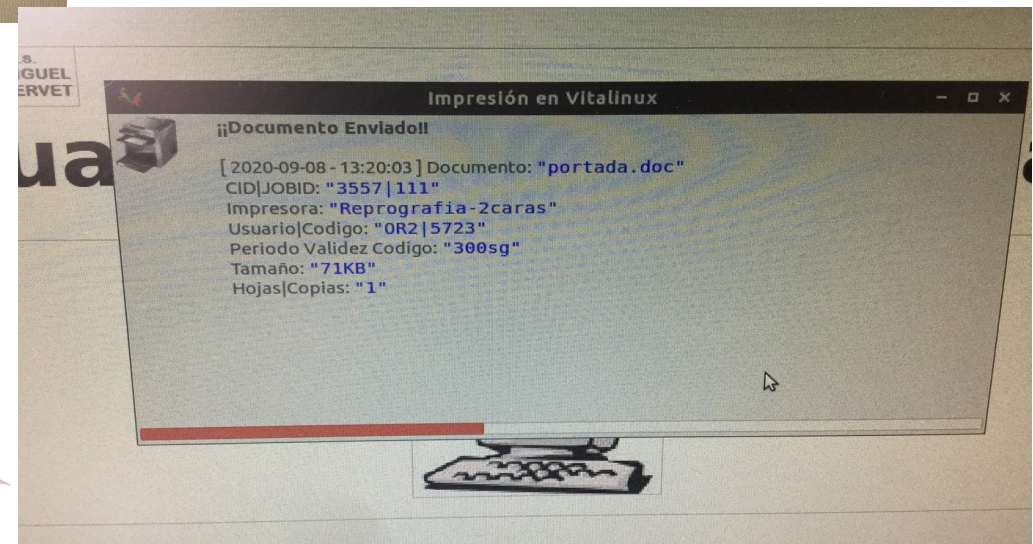 .S.
GUEL
ERVET
ua
Impresión en Vitalinux
¡¡Documento Enviado!!
[ 2020-09-08 - 13:20:03 ] Documento: "portada.doc"
CID|JOBID: "3557|111"
Impresora: "Reprografia-2caras"
Usuario|Codigo: "OR2|5723"
Periodo Validez Codigo: "300sg"
Tamaño: "71KB"
Hojas|Copias: "1"